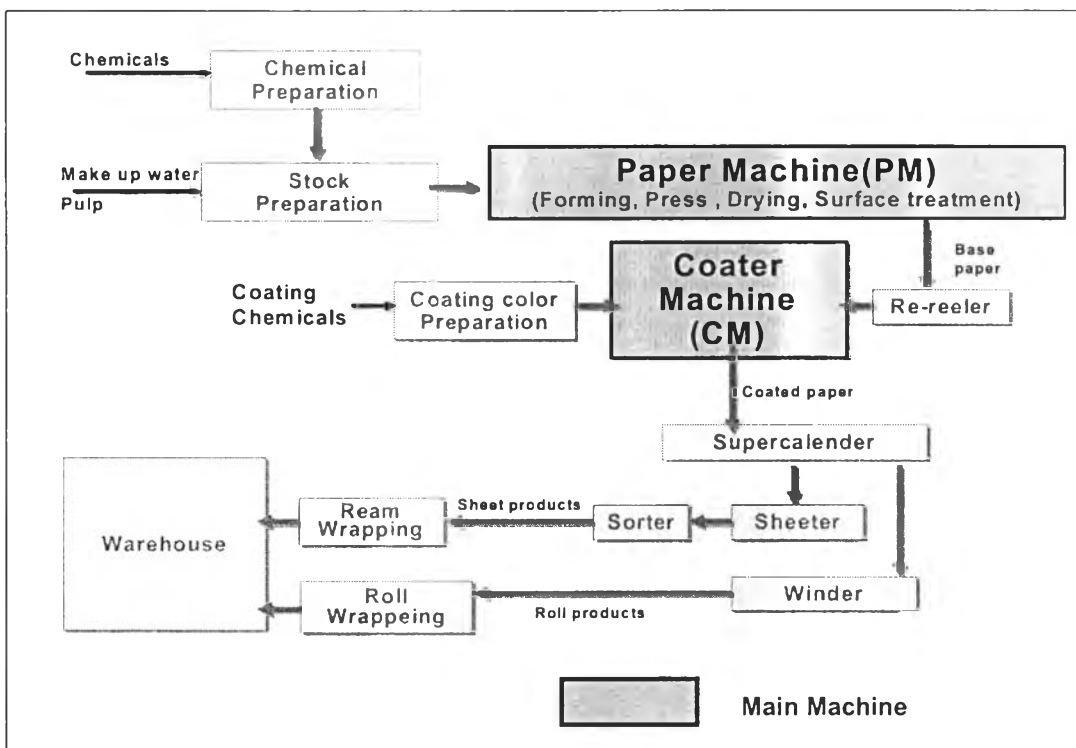 Chemicals
Chemical
Preparation
Make up water
Pulp
Stock
Preparation
Paper Machine(PM)
(Forming, Press , Drying, Surface treatment)
Base
paper
Coating
Chemicals
Coating color
Preparation
Coater
Machine
(CM)
Re-reeler
Coated paper
Supercalender
Warehouse
Ream
Wrapping
Sheet products
Sorter
Sheeter
Roll
Wrappeing
Roll products
Winder
Main Machine